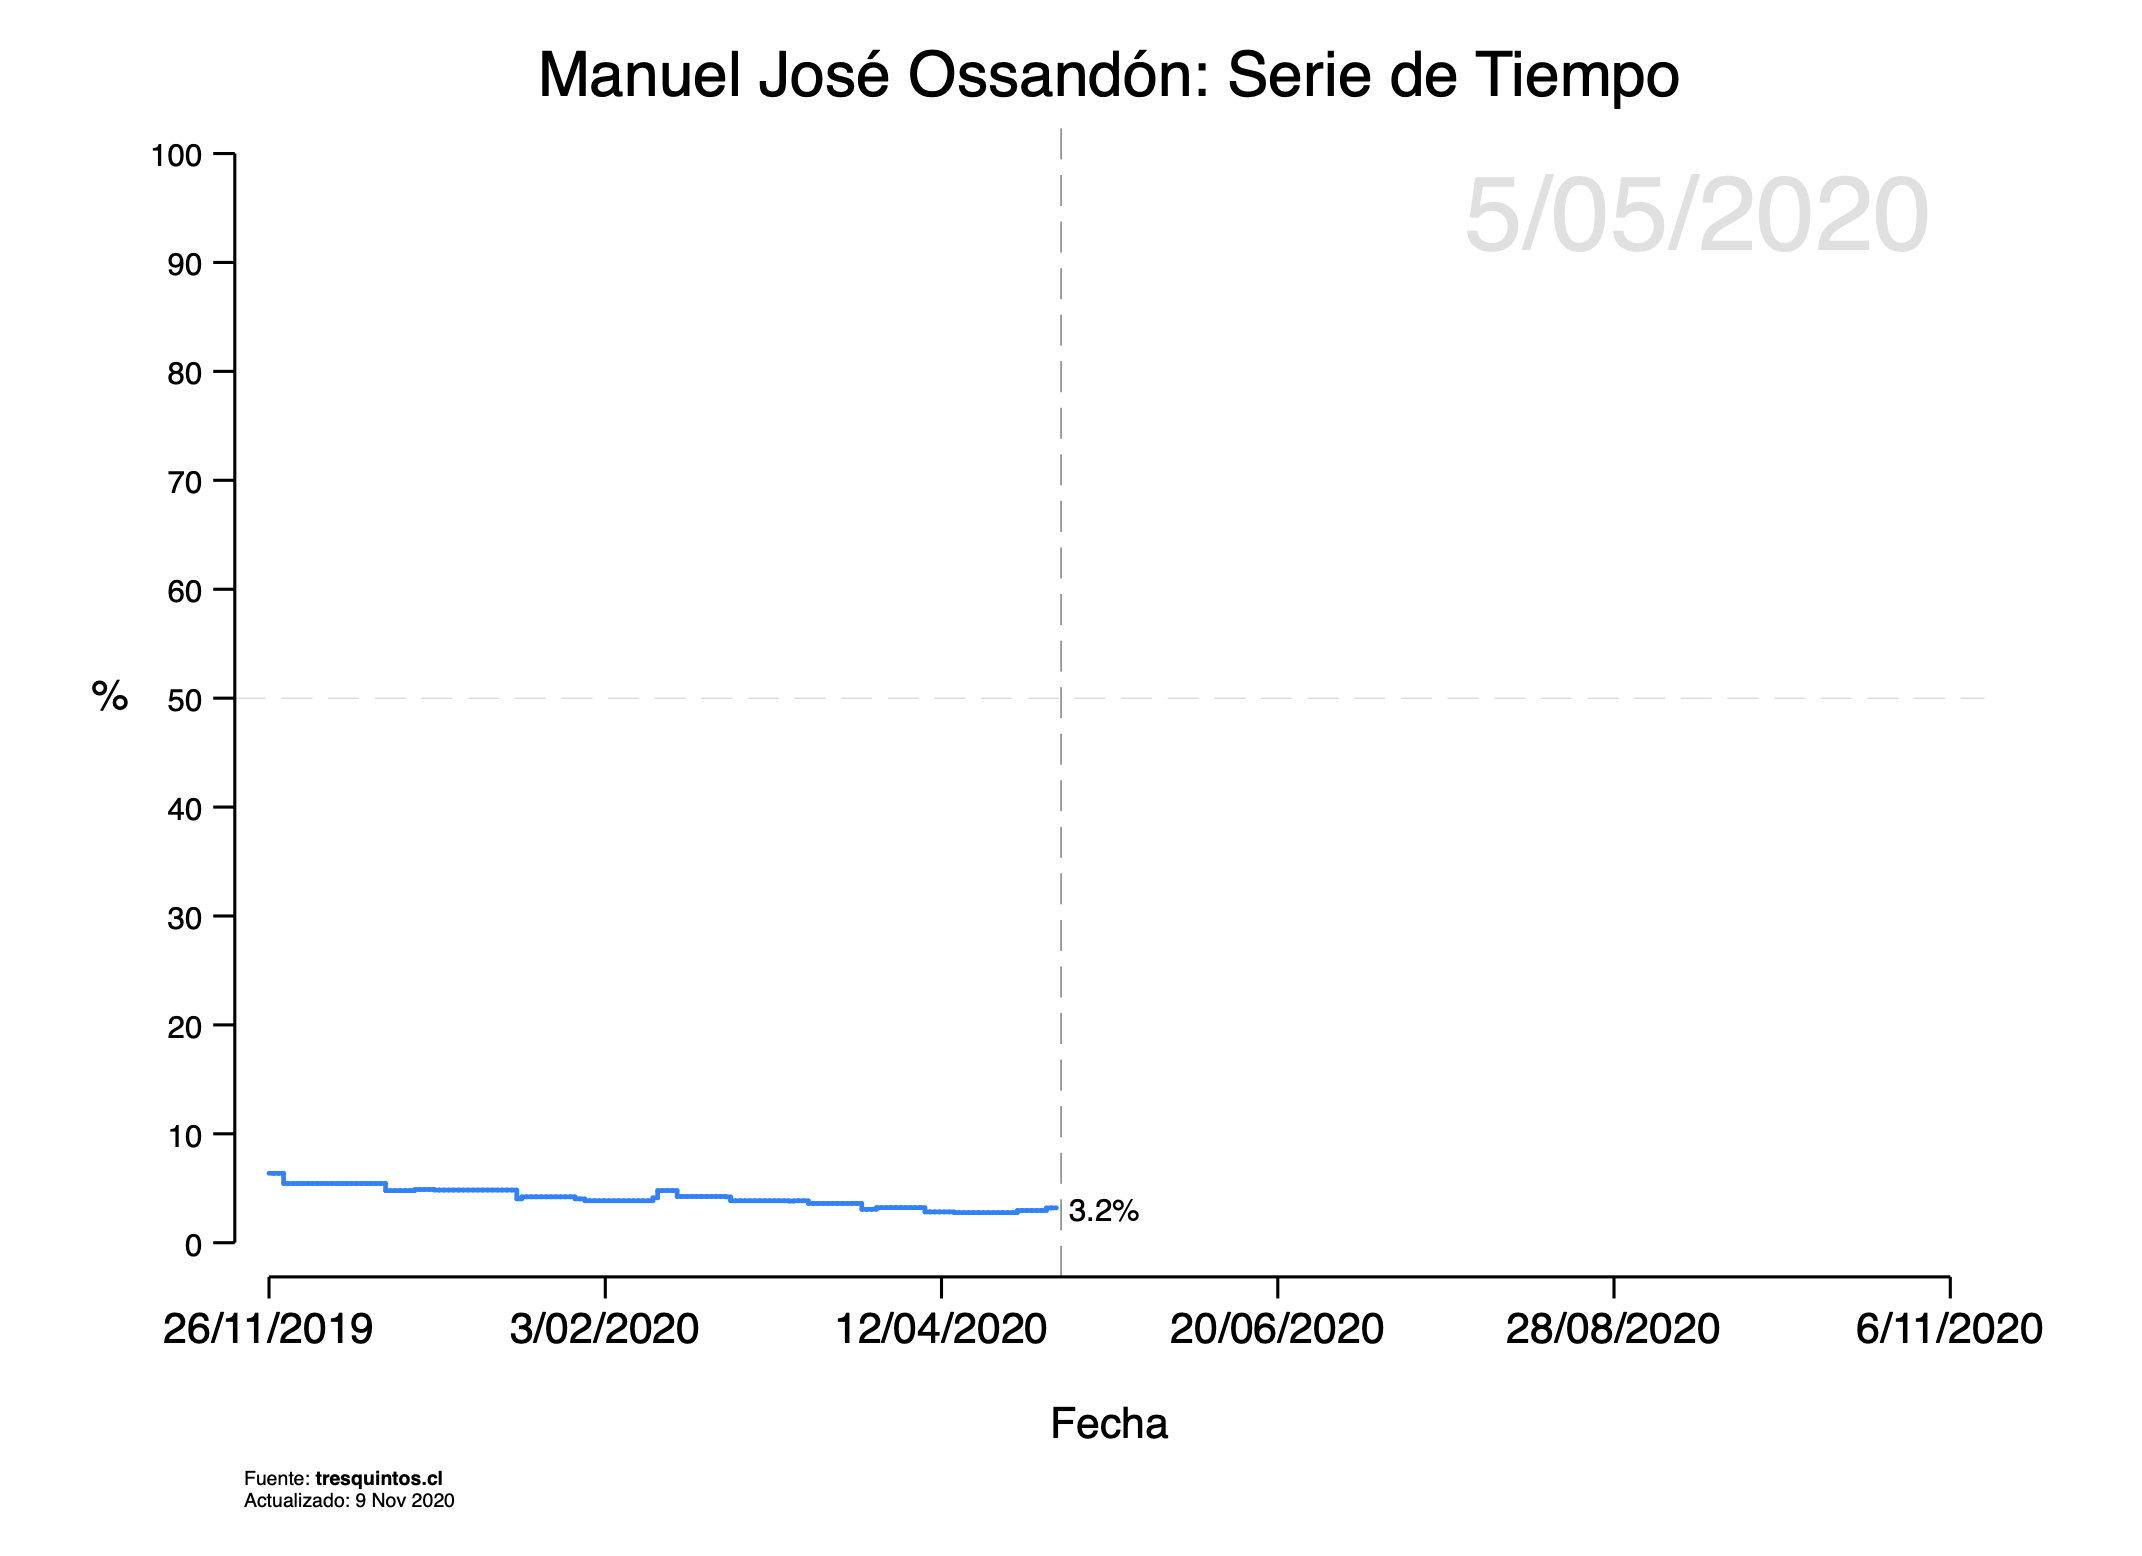 Manuel José Ossandón: Serie de Tiempo
5/05/2020
100
90
80
70
60
50
40
30
20
10
0
%
3.2%
26/11/2019 3/02/2020 12/04/2020 20/06/2020 28/08/2020 6/11/2020
Fecha
Fuente: tresquintos.cl
Actualizado: 9 Nov 2020